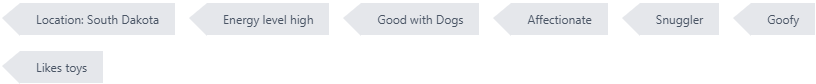 Location: South Dakota Energy level high Good with Dogs Affectionate Snuggler Goofy
Likes toys